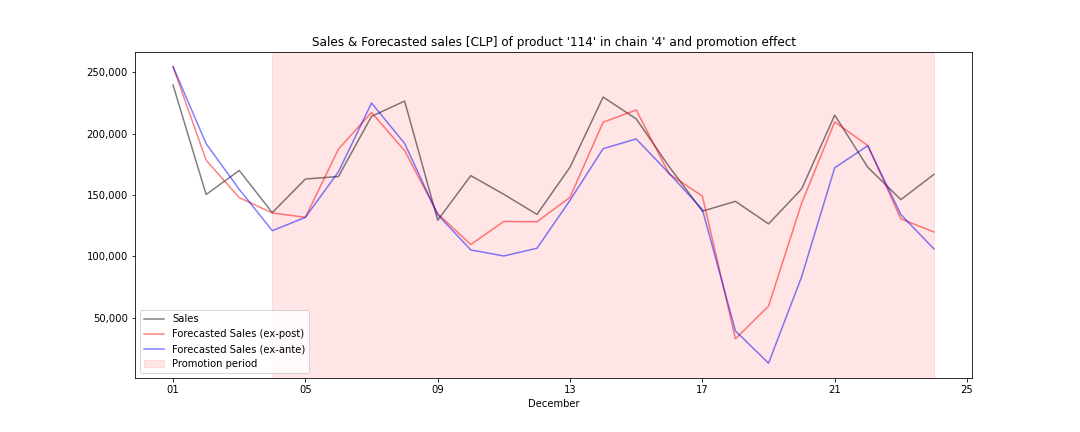 Sales & Forecasted sales [CLP] of product '114' in chain '4' and promotion effect
250,000
200,000
150,000
100,000
50,000
Sales
Forecasted Sales (ex-post)
Forecasted Sales (ex-ante)
Promotion period
01 05 09 13 17 21 25
December